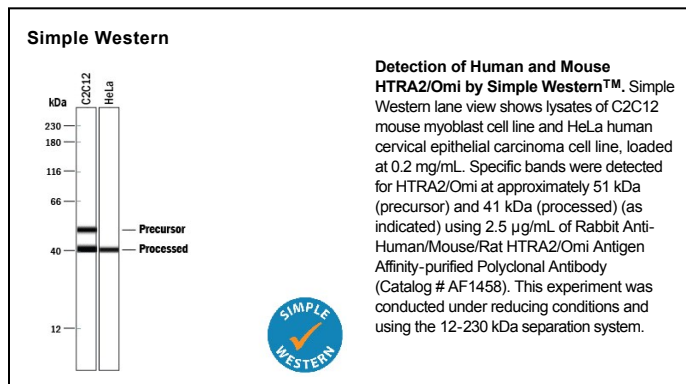 Simple Western
kDa
C2C12
HeLa
230
180
116
66
40
12
Precursor
Processed
SIMPLE
WESTERN
Detection of Human and Mouse
HTRA2/Omi by Simple Western™. Simple
Western lane view shows lysates of C2C12
mouse myoblast cell line and HeLa human
cervical epithelial carcinoma cell line, loaded
at 0.2 mg/mL. Specific bands were detected
for HTRA2/Omi at approximately 51 kDa
(precursor) and 41 kDa (processed) (as
indicated) using 2.5 µg/mL of Rabbit Anti-
Human/Mouse/Rat HTRA2/Omi Antigen
Affinity-purified Polyclonal Antibody
(Catalog # AF1458). This experiment was
conducted under reducing conditions and
using the 12-230 kDa separation system.